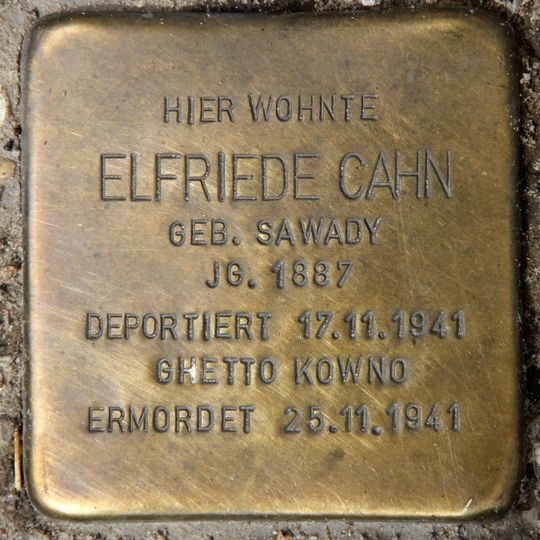 HIER WOHNTE
ELFRIEDE CAHN
GEB. SAWADY
JG. 1887
DEPORTIERT 17.11.1941
GHETTO KOWNO
ERMORDET 25.11.1941